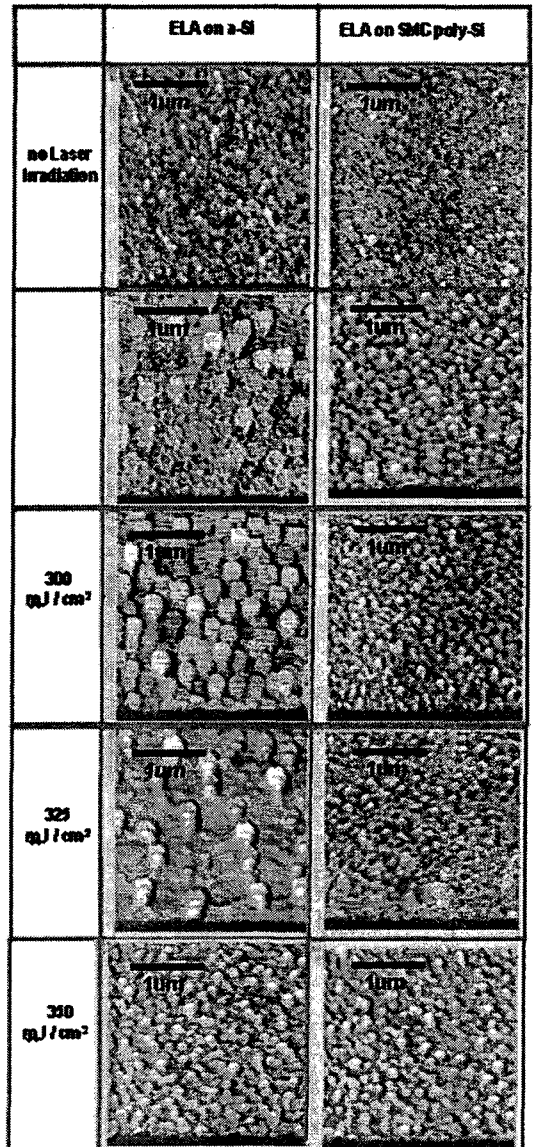 ELA on a-Si
ELA on SMC poly-Si
no Laser
Irradiation
1um
1um
1um
1um
300
mJ / cm²
1um
1um
325
mJ / cm²
1um
1um
350
mJ / cm²
1um
1um